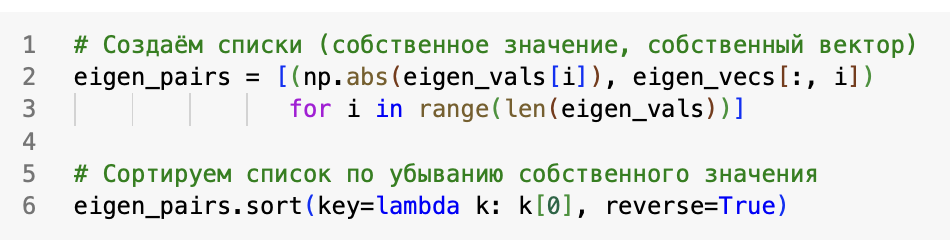 1 # Создаём списки (собственное значение, собственный вектор)
2 eigen_pairs = [(np.abs(eigen_vals[i]), eigen_vecs[:, i])
3                for i in range(len(eigen_vals))]
4
5 # Сортируем список по убыванию собственного значения
6 eigen_pairs.sort(key=lambda k: k[0], reverse=True)